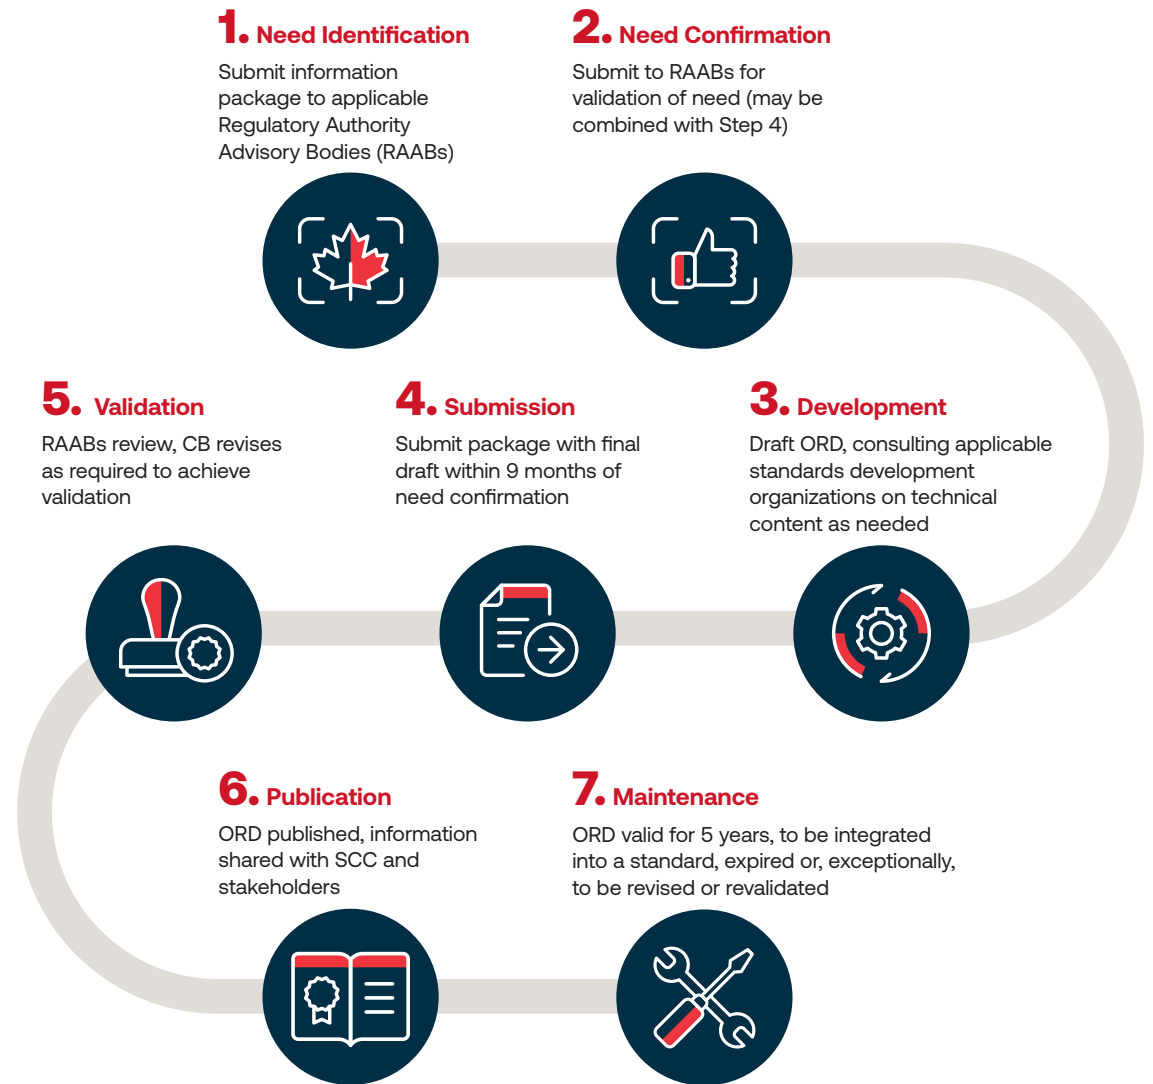 1. Need Identification
Submit information
package to applicable
Regulatory Authority
Advisory Bodies (RAABs)
2. Need Confirmation
Submit to RAABs for
validation of need (may be
combined with Step 4)
3. Development
Draft ORD, consulting applicable
standards development
organizations on technical
content as needed
4. Submission
Submit package with final
draft within 9 months of
need confirmation
5. Validation
RAABs review, CB revises
as required to achieve
validation
6. Publication
ORD published, information
shared with SCC and
stakeholders
7. Maintenance
ORD valid for 5 years, to be integrated
into a standard, expired or, exceptionally,
to be revised or revalidated